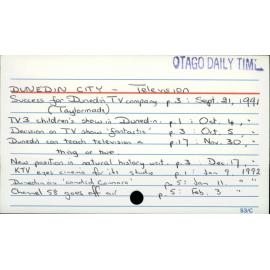 OTAGO DAILY TIM
DUNEDIN CITY - Television
Success for Dunedin TV company p.3 : Sept. 21, 1991
(Taylormade)
TV3 children's show in Dunedin. p.1 : Oct. 4, "
Decision on TV show 'fantastic' p.3 : Oct. 5, "
Dunedin can teach television a p.17 : Nov. 30, "
thing or two.
New position in natural history unit. p.3 : Dec. 17, "
KTV eyes cinema for its studio p.1 : Jan 9, 1992
Dunedin on 'Candid Camera' p.5 : Jan 11. "
Channel 58 goes off air p.5 : Feb. 3 "
53/C